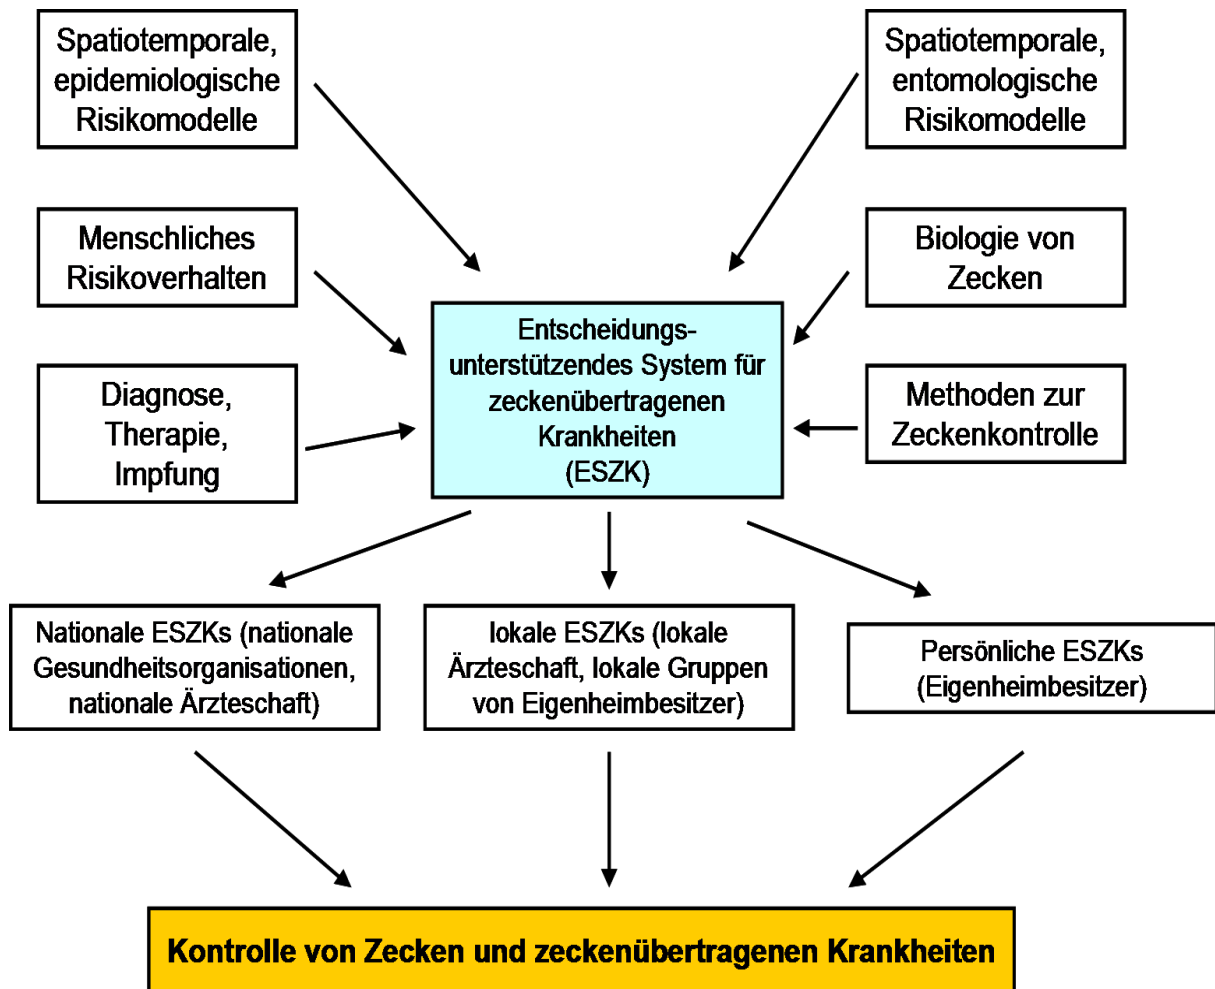 Spatiotemporale,
epidemiologische
Risikomodelle
Spatiotemporale,
entomologische
Risikomodelle
Menschliches
Risikoverhalten
Biologie von
Zecken
Entscheidungs-
unterstützendes System für
zeckenübertragenen
Krankheiten
(ESZK)
Diagnose,
Therapie,
Impfung
Methoden zur
Zeckenkontrolle
Nationale ESZKs (nationale
Gesundheitsorganisationen,
nationale Ärzteschaft)
lokale ESZKs (lokale
Ärzteschaft, lokale Gruppen
von Eigenheimbesitzer)
Persönliche ESZKs
(Eigenheimbesitzer)
Kontrolle von Zecken und zeckenübertragenen Krankheiten